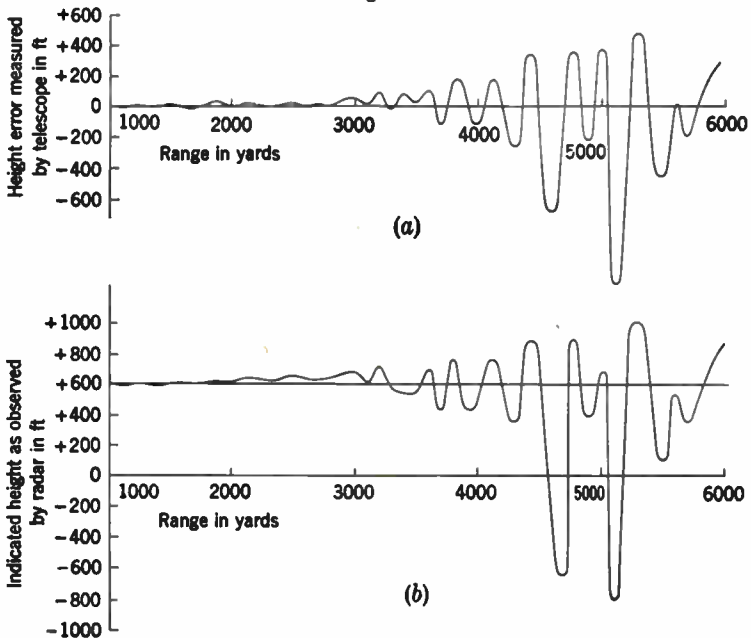 +600
+400
+200
0
-200
-400
-600
Height error measured
by telescope in ft
1000 2000 3000 4000 5000 6000
Range in yards
(a)
+1000
+800
+600
+400
+200
0
-200
-400
-600
-800
-1000
Indicated height as observed
by radar in ft
1000 2000 3000 4000 5000 6000
Range in yards
(b)